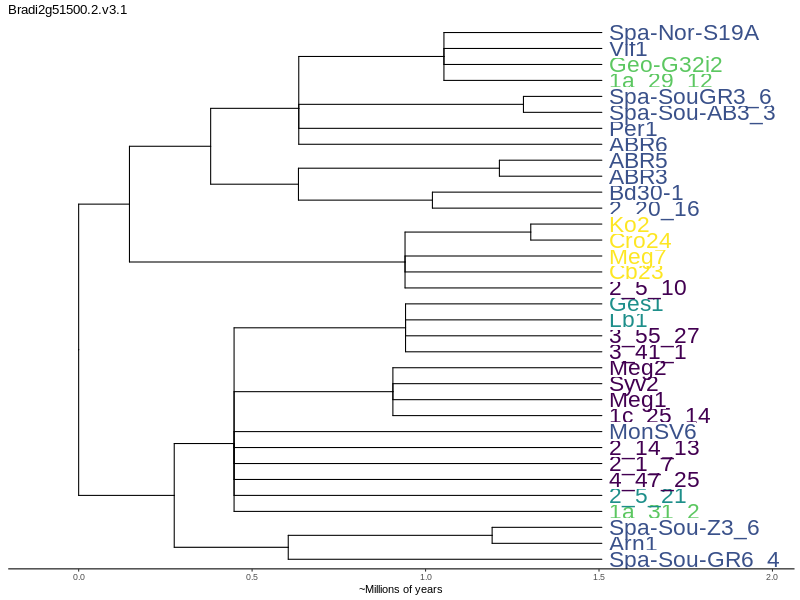 Bradi2g51500.2.v3.1
Spa-Nor-S19A
Vlf1
Geo-G32i2
1a_29_12
Spa-SouGR3_6
Spa-Sou-AB3_3
Per1
ABR6
ABR5
ABR3
Bd30-1
2_20_16
Ko2
Cro24
Meg7
Cb23
2_5_10
Ges1
Lb1
3_55_27
3_41_1
Meg2
Syv2
Meg1
1c_25_14
MonSV6
2_14_13
2_1_7
4_47_25
2_5_21
1a_31_2
Spa-Sou-Z3_6
Arn1
Spa-Sou-GR6_4
0.0 0.5 1.0 1.5 2.0
~Millions of years